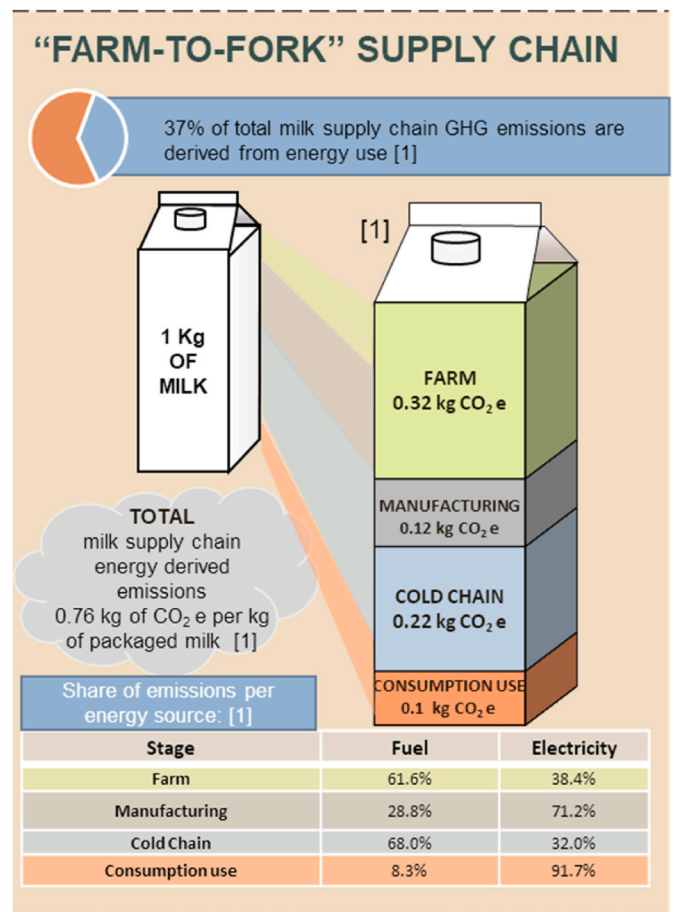 “FARM-TO-FORK” SUPPLY CHAIN
37% of total milk supply chain GHG emissions are
derived from energy use [1]
[1]
1 Kg
OF
MILK
FARM
0.32 kg CO₂ e
MANUFACTURING
0.12 kg CO₂ e
COLD CHAIN
0.22 kg CO₂ e
CONSUMPTION USE
0.1 kg CO₂ e
TOTAL
milk supply chain
energy derived
emissions
0.76 kg of CO₂ e per kg
of packaged milk [1]
Share of emissions per
energy source: [1]
Stage Fuel Electricity
Farm 61.6% 38.4%
Manufacturing 28.8% 71.2%
Cold Chain 68.0% 32.0%
Consumption use 8.3% 91.7%